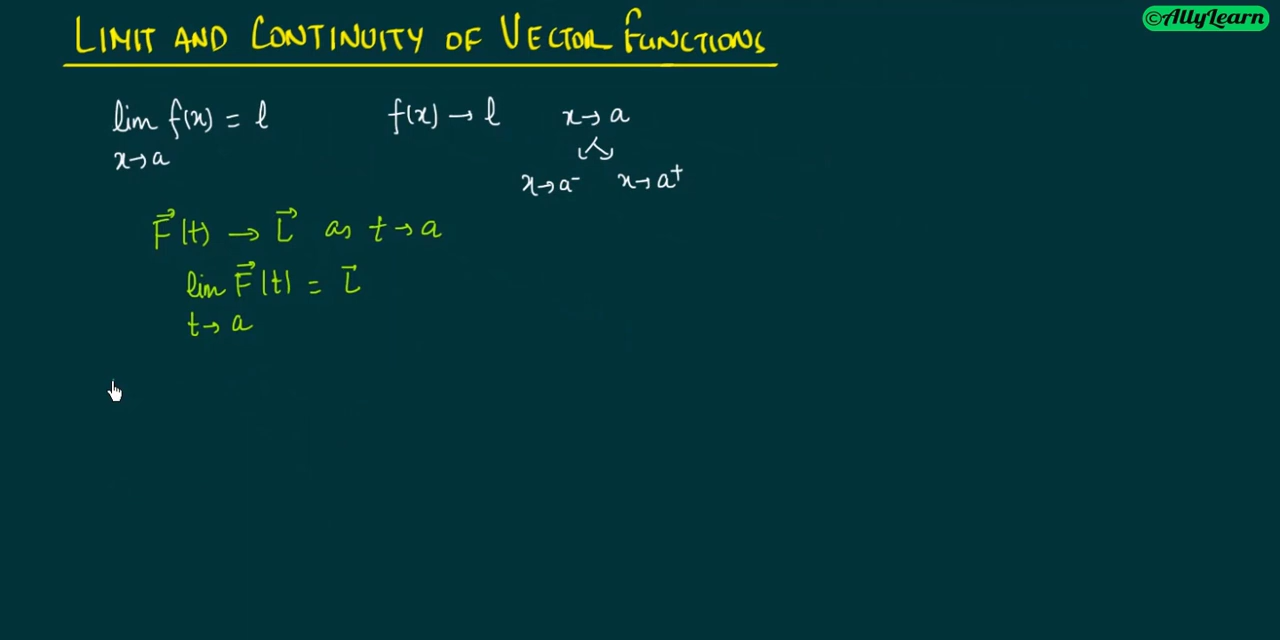 ©AllyLearn
LIMIT AND CONTINUITY OF VECTOR FUNCTIONS
lim f(x) = l f(x) → l x → a
x → a
x → a⁻ x → a⁺
F⃗(t) → L⃗ as t → a
lim F⃗(t) = L⃗
t → a